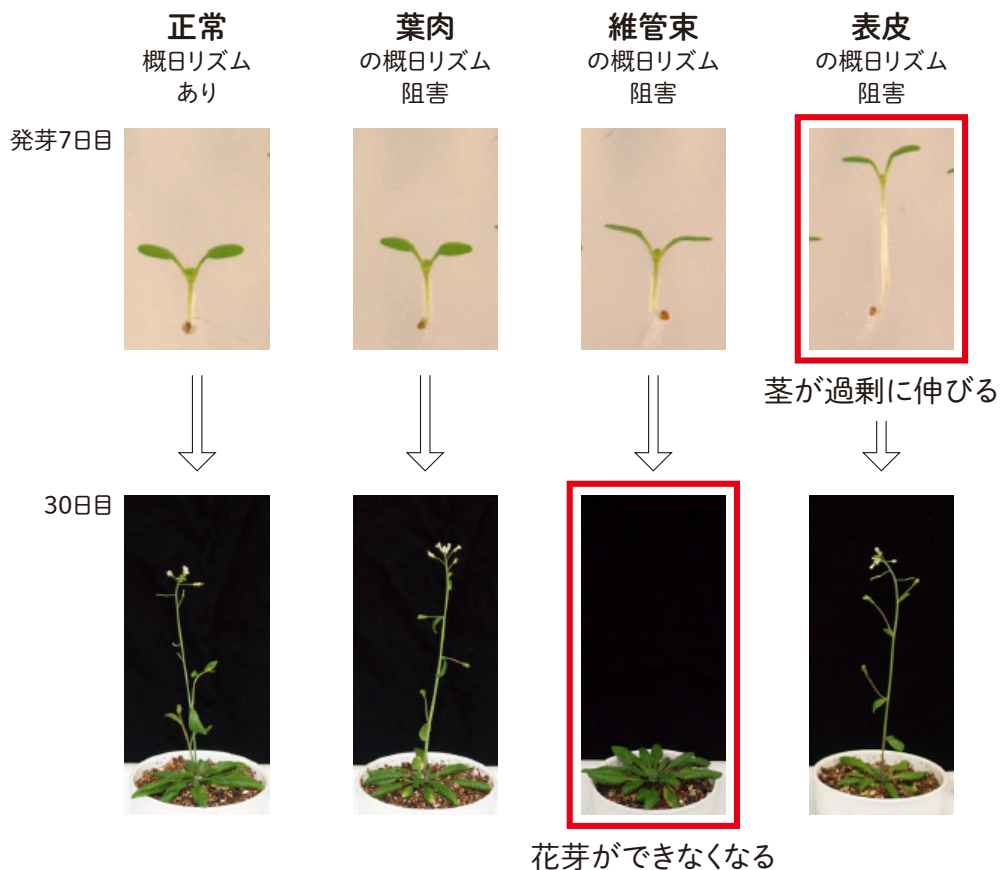 正常
概日リズム
あり
葉肉
の概日リズム
阻害
維管束
の概日リズム
阻害
表皮
の概日リズム
阻害
発芽7日目
茎が過剰に伸びる
30日目
花芽ができなくなる